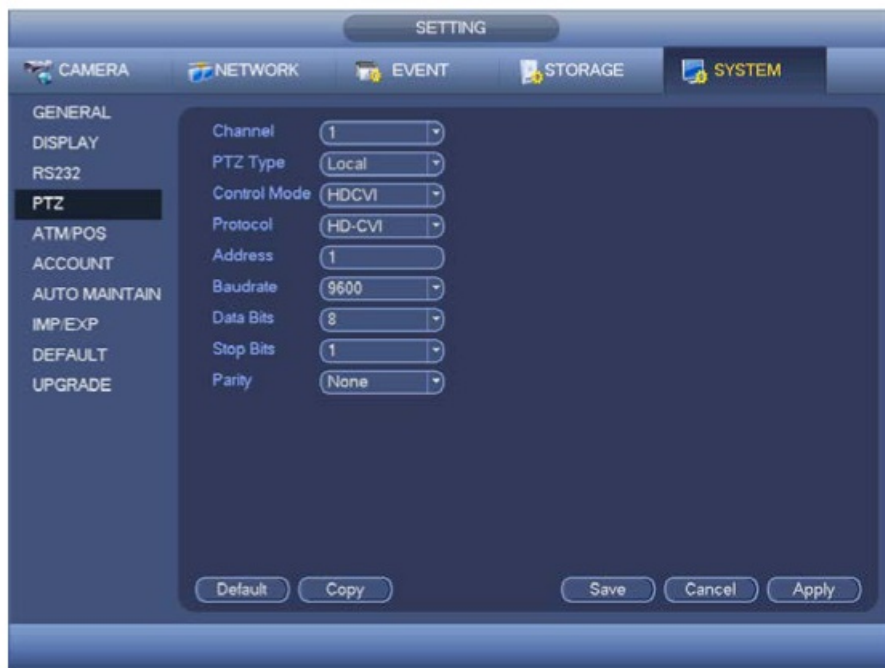 SETTING
CAMERA NETWORK EVENT STORAGE SYSTEM
GENERAL
DISPLAY
RS232
PTZ
ATM/POS
ACCOUNT
AUTO MAINTAIN
IMP/EXP
DEFAULT
UPGRADE
Channel 1
PTZ Type Local
Control Mode HDCVI
Protocol HD-CVI
Address 1
Baudrate 9600
Data Bits 8
Stop Bits 1
Parity None
Default Copy Save Cancel Apply